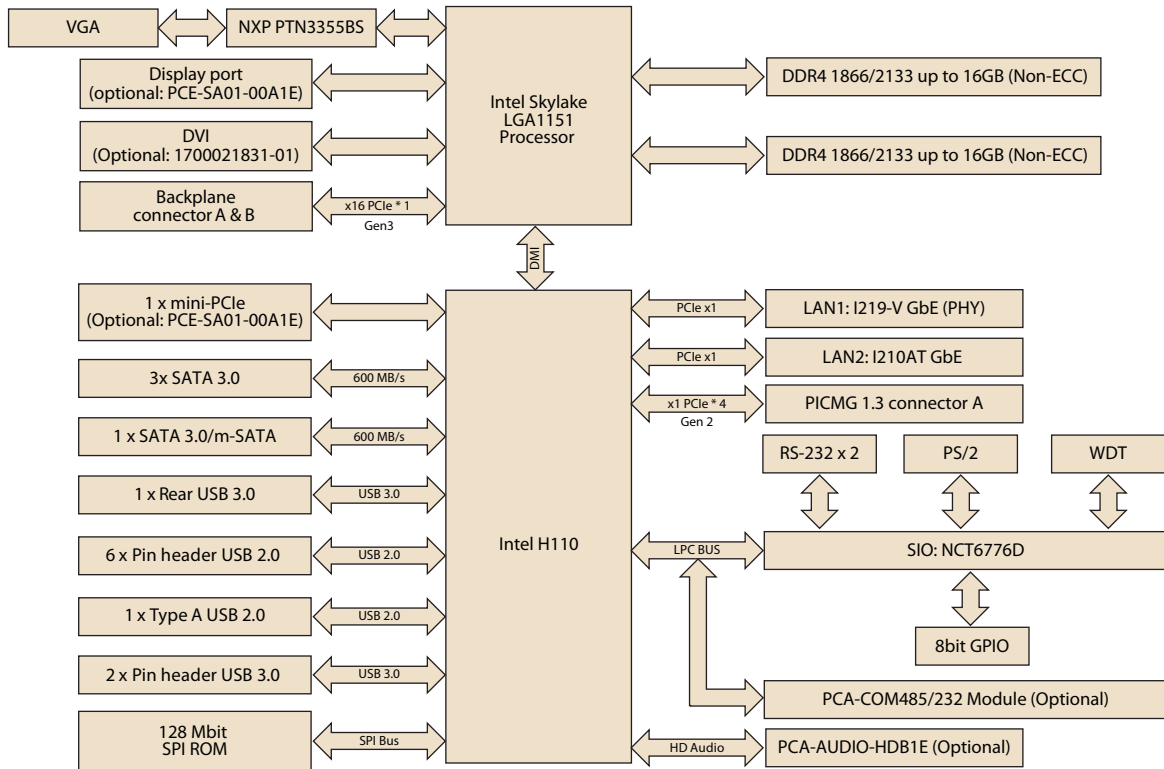 VGA
NXP PTN3355BS
Display port
(optional: PCE-SA01-00A1E)
DVI
(Optional: 1700021831-01)
Backplane
connector A & B
x16 PCIe * 1
Gen3
Intel Skylake
LGA1151
Processor
DDR4 1866/2133 up to 16GB (Non-ECC)
DDR4 1866/2133 up to 16GB (Non-ECC)
DMI
1 x mini-PCIe
(Optional: PCE-SA01-00A1E)
3x SATA 3.0
600 MB/s
1 x SATA 3.0/m-SATA
600 MB/s
1 x Rear USB 3.0
USB 3.0
6 x Pin header USB 2.0
USB 2.0
1 x Type A USB 2.0
USB 2.0
2 x Pin header USB 3.0
USB 3.0
128 Mbit
SPI ROM
SPI Bus
Intel H110
PCIe x1
LAN1: I219-V GbE (PHY)
PCIe x1
LAN2: I210AT GbE
x1 PCIe * 4
Gen 2
PICMG 1.3 connector A
RS-232 x 2
PS/2
WDT
LPC BUS
SIO: NCT6776D
8bit GPIO
PCA-COM485/232 Module (Optional)
HD Audio
PCA-AUDIO-HDB1E (Optional)